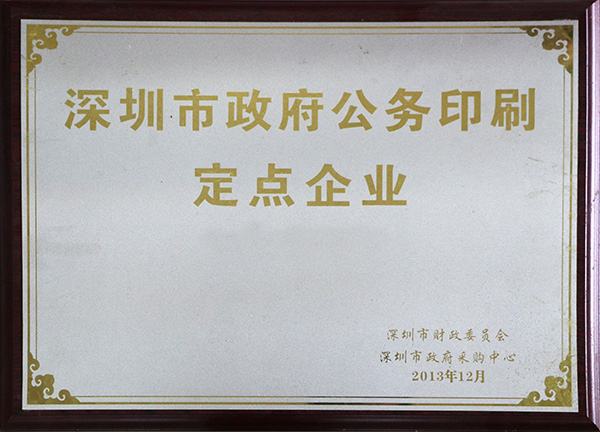 深圳市政府公务印刷
定点企业
深圳市财政委员会
深圳市政府采购中心
2013年12月